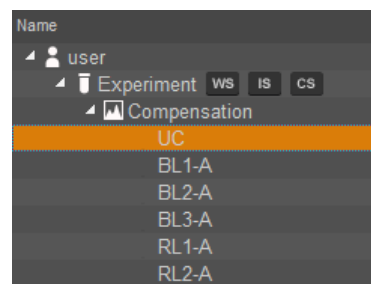 Name
user
Experiment WS IS CS
Compensation
UC
BL1-A
BL2-A
BL3-A
RL1-A
RL2-A